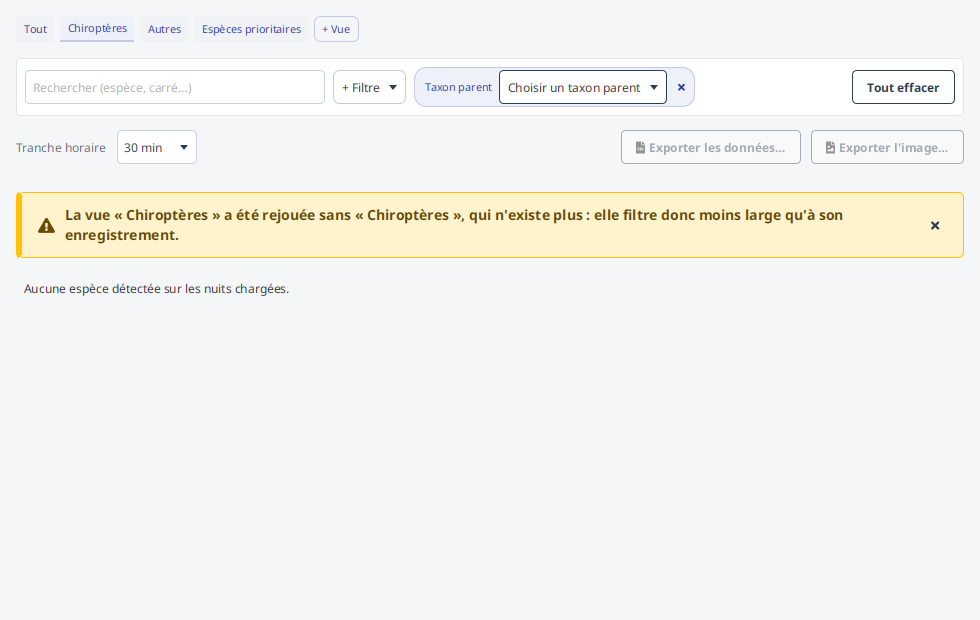 Tout
Chiroptères
Autres
Espèces prioritaires
+ Vue
Rechercher (espèce, carré...)
+ Filtre
Taxon parent
Choisir un taxon parent
Tout effacer
Tranche horaire
30 min
Exporter les données...
Exporter l'image...
La vue « Chiroptères » a été rejouée sans « Chiroptères », qui n'existe plus : elle filtre donc moins large qu'à son
enregistrement.
Aucune espèce détectée sur les nuits chargées.